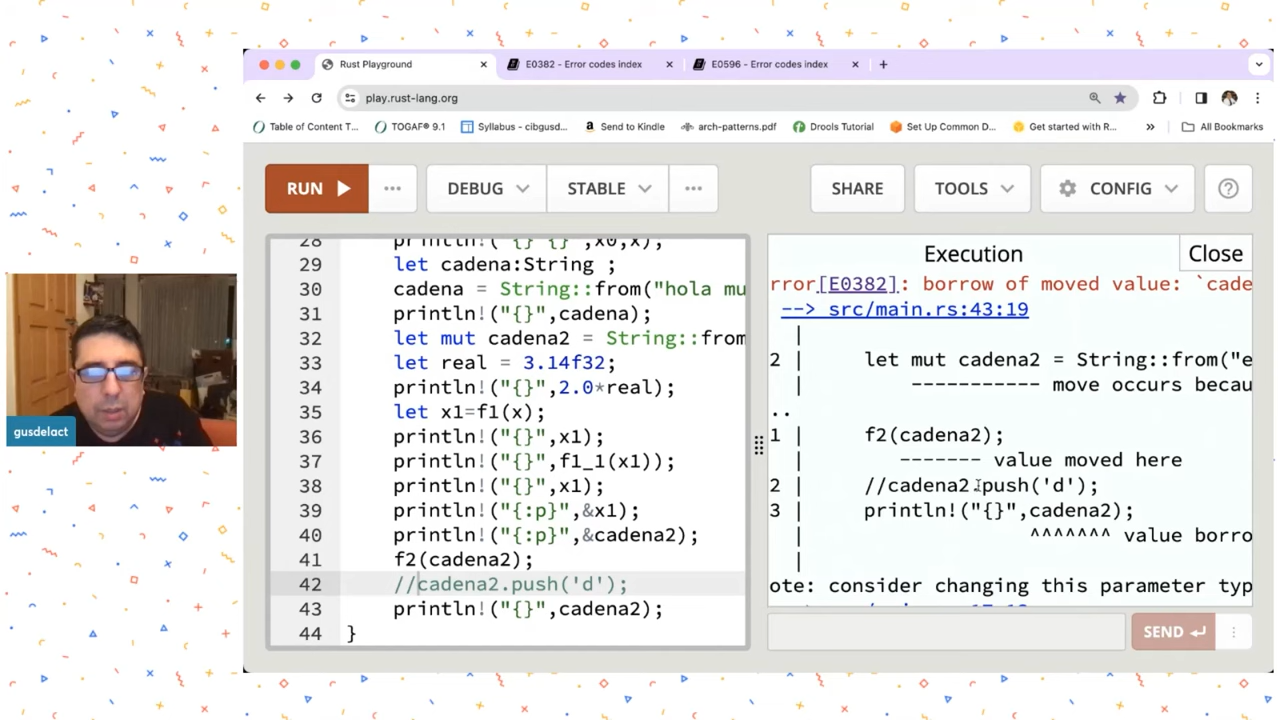 Rust Playground
E0382 - Error codes index
E0596 - Error codes index
play.rust-lang.org
Table of Content T...
TOGAF® 9.1
Syllabus - cibgusd...
Send to Kindle
arch-patterns.pdf
Drools Tutorial
Set Up Common D...
Get started with R...
All Bookmarks
RUN
DEBUG
STABLE
SHARE
TOOLS
CONFIG
28 println!("{} {}",x0,x);
29 let cadena:String ;
30 cadena = String::from("hola mu
31 println!("{}",cadena);
32 let mut cadena2 = String::from
33 let real = 3.14f32;
34 println!("{}",2.0*real);
35 let x1=f1(x);
36 println!("{}",x1);
37 println!("{}",f1_1(x1));
38 println!("{}",x1);
39 println!("{:p}",&x1);
40 println!("{:p}",&cadena2);
41 f2(cadena2);
42 //cadena2.push('d');
43 println!("{}",cadena2);
44 }
Execution
Close
rror[E0382]: borrow of moved value: `cade
--> src/main.rs:43:19
|
2 | let mut cadena2 = String::from("e
| ----------- move occurs becau
..
1 | f2(cadena2);
| ------- value moved here
2 | //cadena2.push('d');
3 | println!("{}",cadena2);
| ^^^^^^^ value borro
|
ote: consider changing this parameter typ
SEND
gusdelact